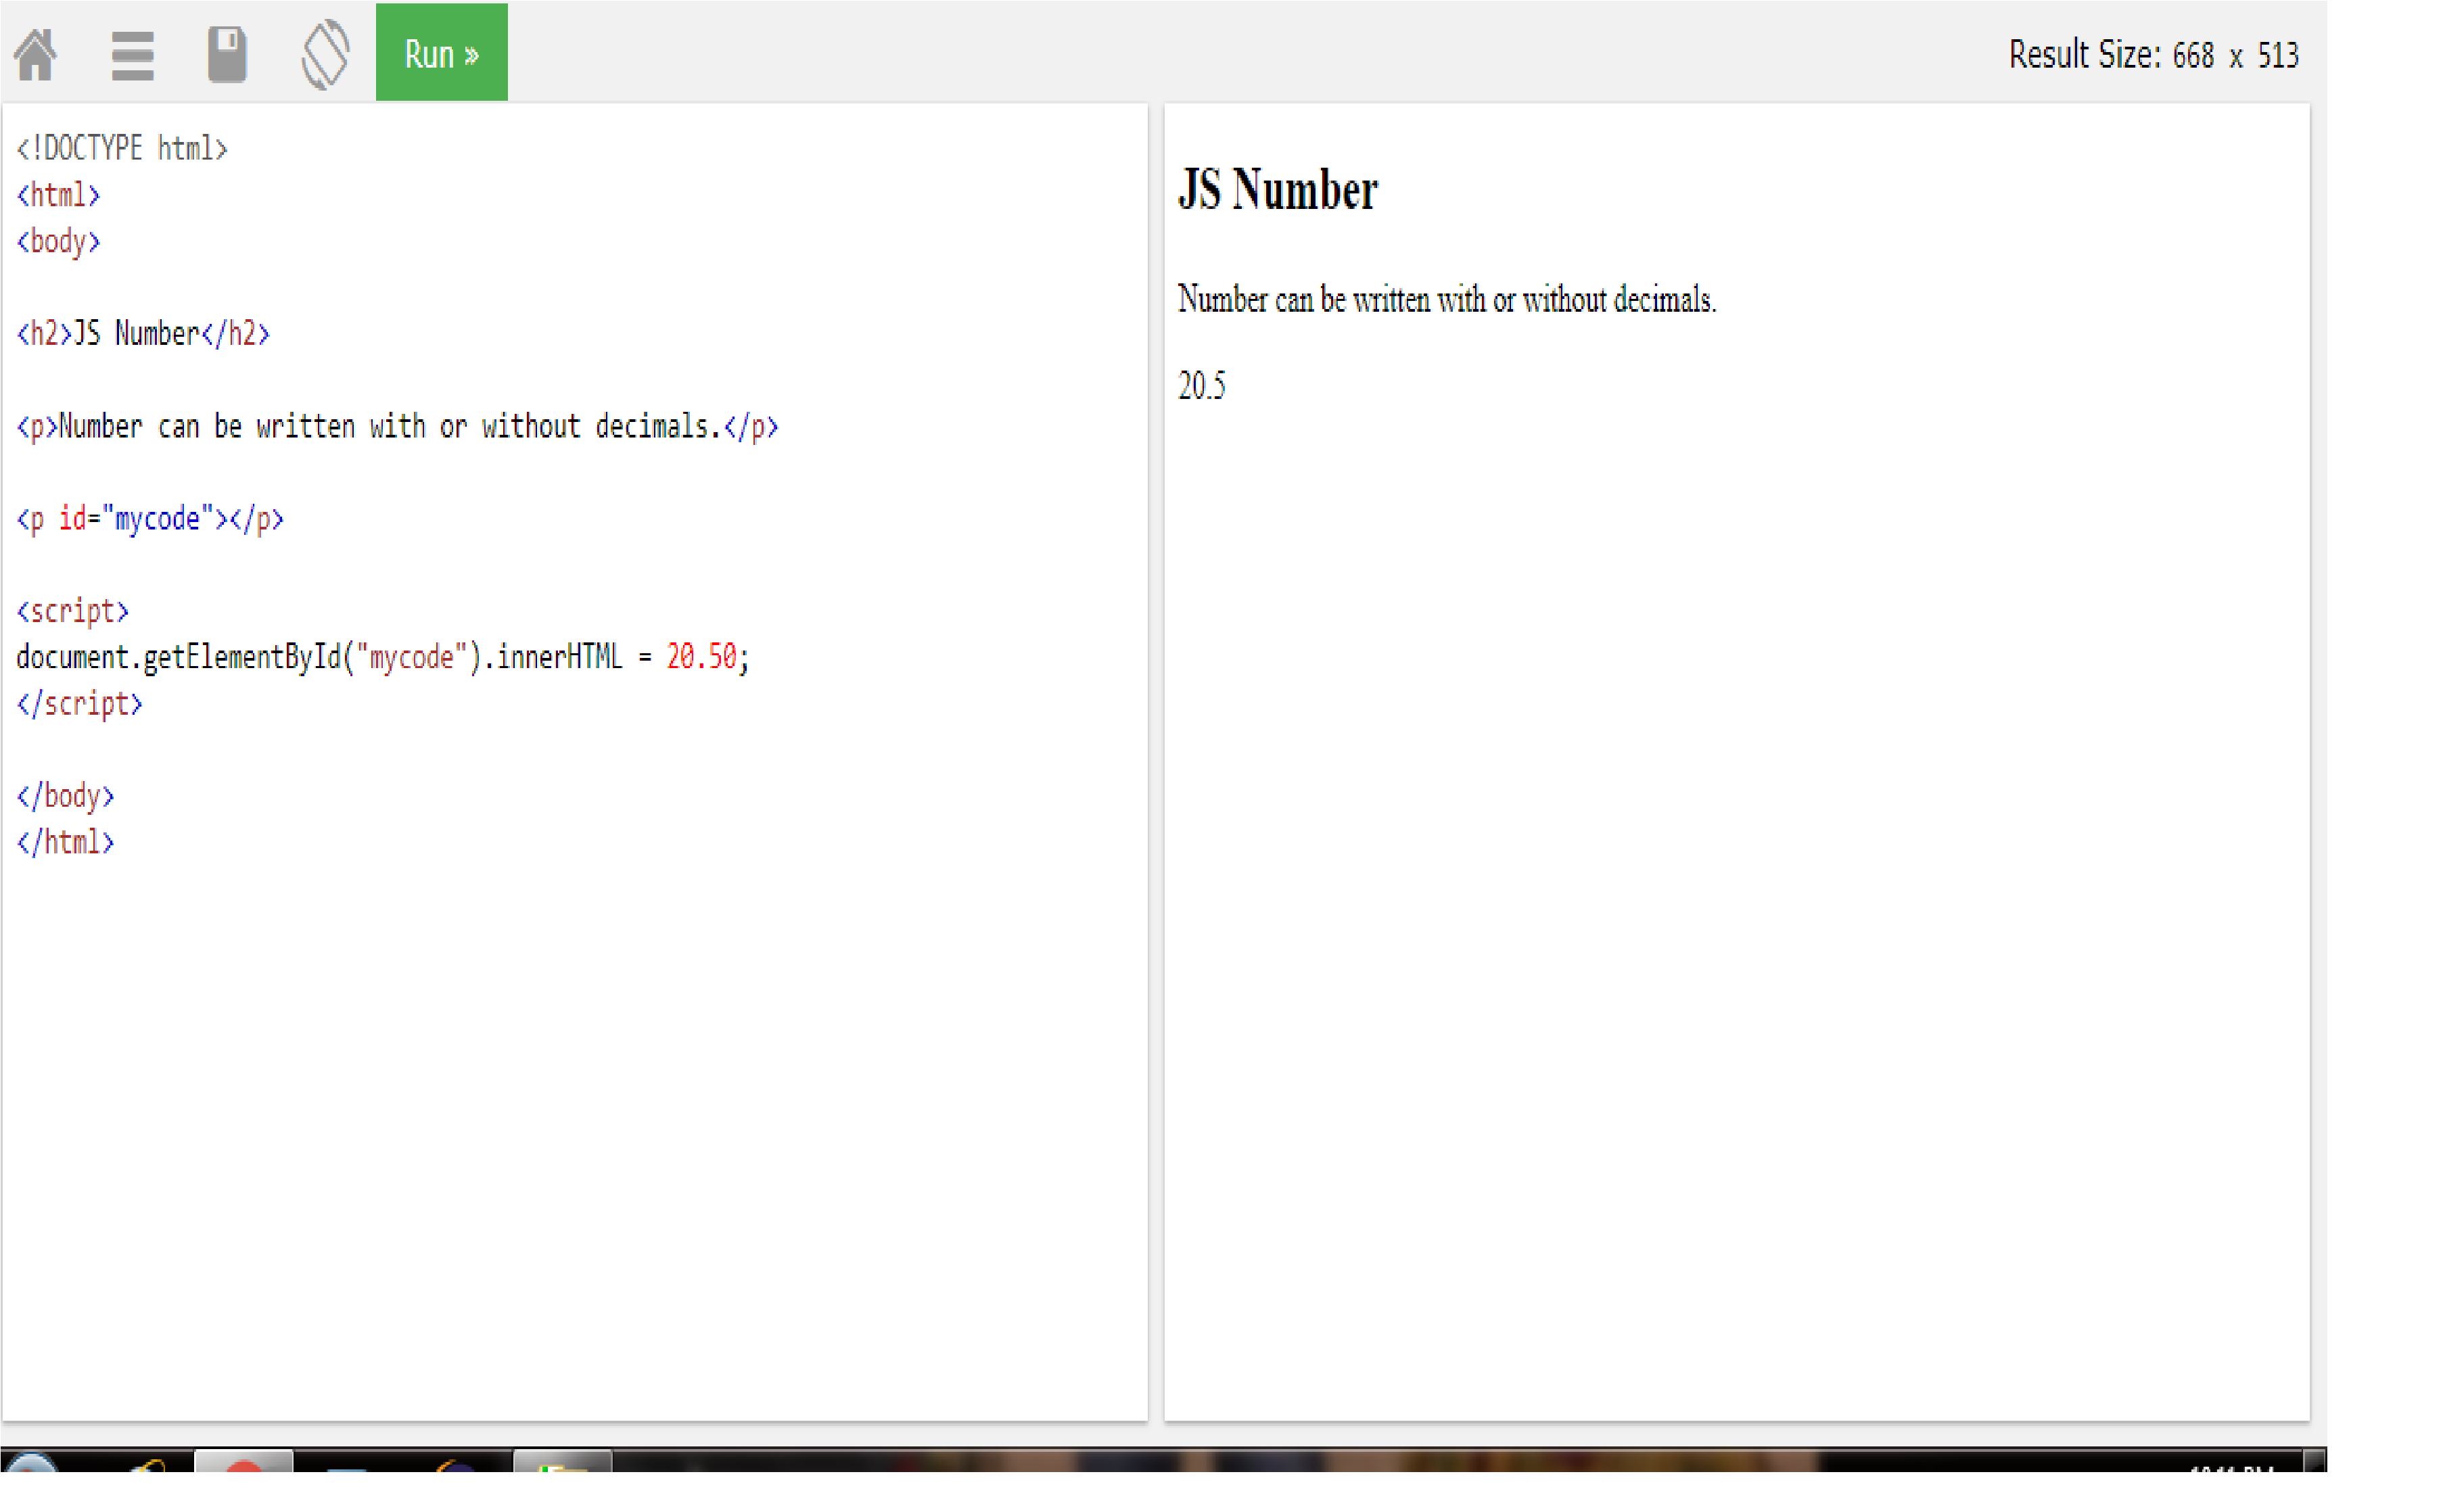 Run »
Result Size: 668 x 513
<!DOCTYPE html>
<html>
<body>
<h2>JS Number</h2>
<p>Number can be written with or without decimals.</p>
<p id="mycode"></p>
<script>
document.getElementById("mycode").innerHTML = 20.50;
</script>
</body>
</html>
JS Number
Number can be written with or without decimals.
20.5